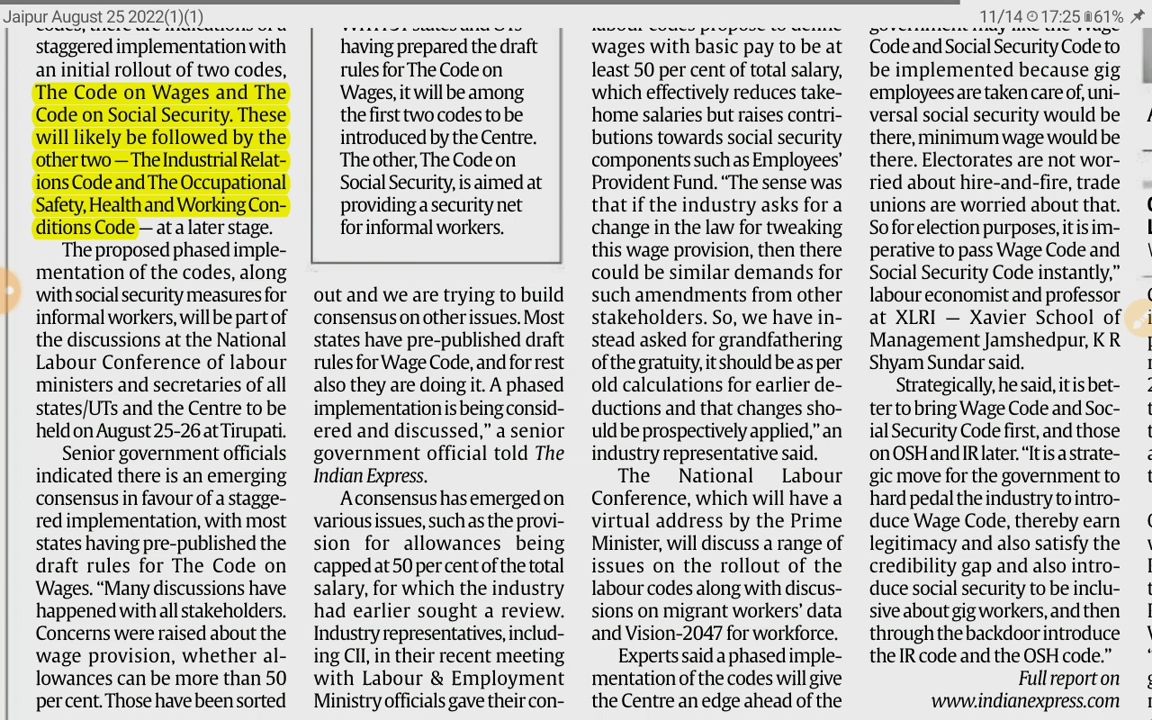 Jaipur August 25 2022(1)(1)
11/14 17:25 61%
codes, there are indications of a
staggered implementation with
an initial rollout of two codes,
The Code on Wages and The
Code on Social Security. These
will likely be followed by the
other two — The Industrial Relat-
ions Code and The Occupational
Safety, Health and Working Con-
ditions Code — at a later stage.
The proposed phased imple-
mentation of the codes, along
with social security measures for
informal workers, will be part of
the discussions at the National
Labour Conference of labour
ministers and secretaries of all
states/UTs and the Centre to be
held on August 25-26 at Tirupati.
Senior government officials
indicated there is an emerging
consensus in favour of a stagge-
red implementation, with most
states having pre-published the
draft rules for The Code on
Wages. “Many discussions have
happened with all stakeholders.
Concerns were raised about the
wage provision, whether al-
lowances can be more than 50
per cent. Those have been sorted
having prepared the draft
rules for The Code on
Wages, it will be among
the first two codes to be
introduced by the Centre.
The other, The Code on
Social Security, is aimed at
providing a security net
for informal workers.
out and we are trying to build
consensus on other issues. Most
states have pre-published draft
rules for Wage Code, and for rest
also they are doing it. A phased
implementation is being consid-
ered and discussed,” a senior
government official told The
Indian Express.
A consensus has emerged on
various issues, such as the provi-
sion for allowances being
capped at 50 per cent of the total
salary, for which the industry
had earlier sought a review.
Industry representatives, includ-
ing CII, in their recent meeting
with Labour & Employment
Ministry officials gave their con-
labour codes propose to define
wages with basic pay to be at
least 50 per cent of total salary,
which effectively reduces take-
home salaries but raises contri-
butions towards social security
components such as Employees’
Provident Fund. “The sense was
that if the industry asks for a
change in the law for tweaking
this wage provision, then there
could be similar demands for
such amendments from other
stakeholders. So, we have in-
stead asked for grandfathering
of the gratuity, it should be as per
old calculations for earlier de-
ductions and that changes sho-
uld be prospectively applied,” an
industry representative said.
The National Labour
Conference, which will have a
virtual address by the Prime
Minister, will discuss a range of
issues on the rollout of the
labour codes along with discus-
sions on migrant workers’ data
and Vision-2047 for workforce.
Experts said a phased imple-
mentation of the codes will give
the Centre an edge ahead of the
government may like the Wage
Code and Social Security Code to
be implemented because gig
employees are taken care of, uni-
versal social security would be
there, minimum wage would be
there. Electorates are not wor-
ried about hire-and-fire, trade
unions are worried about that.
So for election purposes, it is im-
perative to pass Wage Code and
Social Security Code instantly,”
labour economist and professor
at XLRI — Xavier School of
Management Jamshedpur, K R
Shyam Sundar said.
Strategically, he said, it is bet-
ter to bring Wage Code and Soc-
ial Security Code first, and those
on OSH and IR later. “It is a strate-
gic move for the government to
hard pedal the industry to intro-
duce Wage Code, thereby earn
legitimacy and also satisfy the
credibility gap and also intro-
duce social security to be inclu-
sive about gig workers, and then
through the backdoor introduce
the IR code and the OSH code.”
Full report on
www.indianexpress.com